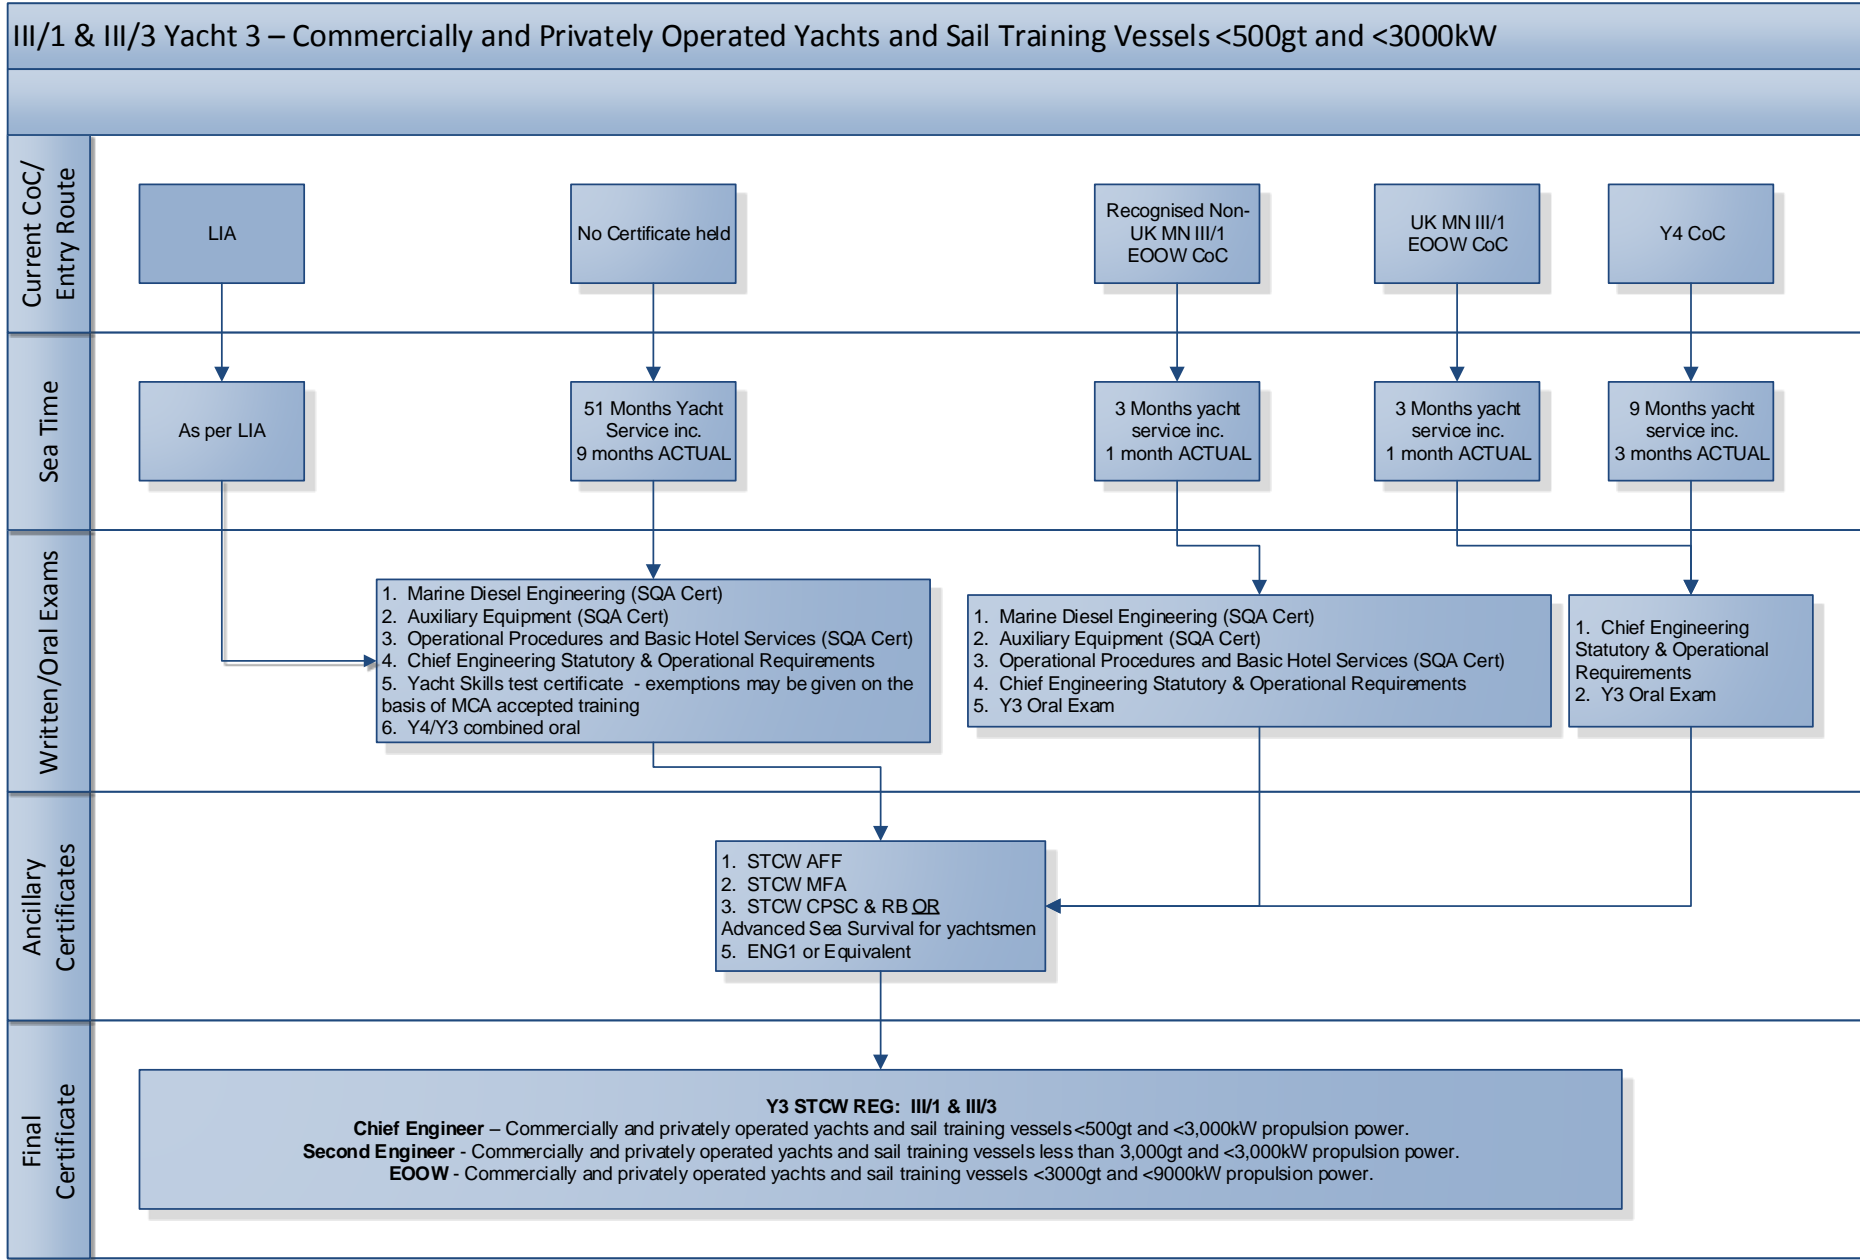 III/1 & III/3 Yacht 3 – Commercially and Privately Operated Yachts and Sail Training Vessels <500gt and <3000kW
Current CoC/
Entry Route
LIA
No Certificate held
Recognised Non-
UK MN III/1
EOOW CoC
UK MN III/1
EOOW CoC
Y4 CoC
Sea Time
As per LIA
51 Months Yacht
Service inc.
9 months ACTUAL
3 Months yacht
service inc.
1 month ACTUAL
3 Months yacht
service inc.
1 month ACTUAL
9 Months yacht
service inc.
3 months ACTUAL
Written/Oral Exams
1. Marine Diesel Engineering (SQA Cert)
2. Auxiliary Equipment (SQA Cert)
3. Operational Procedures and Basic Hotel Services (SQA Cert)
4. Chief Engineering Statutory & Operational Requirements
5. Yacht Skills test certificate - exemptions may be given on the
basis of MCA accepted training
6. Y4/Y3 combined oral
1. Marine Diesel Engineering (SQA Cert)
2. Auxiliary Equipment (SQA Cert)
3. Operational Procedures and Basic Hotel Services (SQA Cert)
4. Chief Engineering Statutory & Operational Requirements
5. Y3 Oral Exam
1. Chief Engineering
Statutory & Operational
Requirements
2. Y3 Oral Exam
Ancillary
Certificates
1. STCW AFF
2. STCW MFA
3. STCW CPSC & RB OR
Advanced Sea Survival for yachtsmen
5. ENG1 or Equivalent
Final
Certificate
Y3 STCW REG: III/1 & III/3
Chief Engineer – Commercially and privately operated yachts and sail training vessels <500gt and <3,000kW propulsion power.
Second Engineer - Commercially and privately operated yachts and sail training vessels less than 3,000gt and <3,000kW propulsion power.
EOOW - Commercially and privately operated yachts and sail training vessels <3000gt and <9000kW propulsion power.